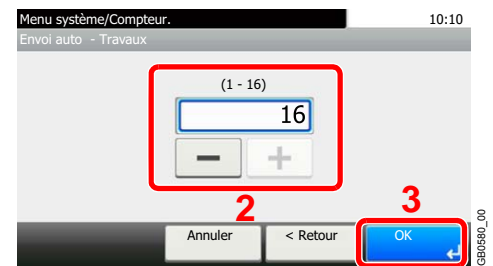 Menu système/Compteur. 10:10
Envoi auto - Travaux
(1 - 16)
16
− +
2
3
Annuler < Retour OK
GB0580_00